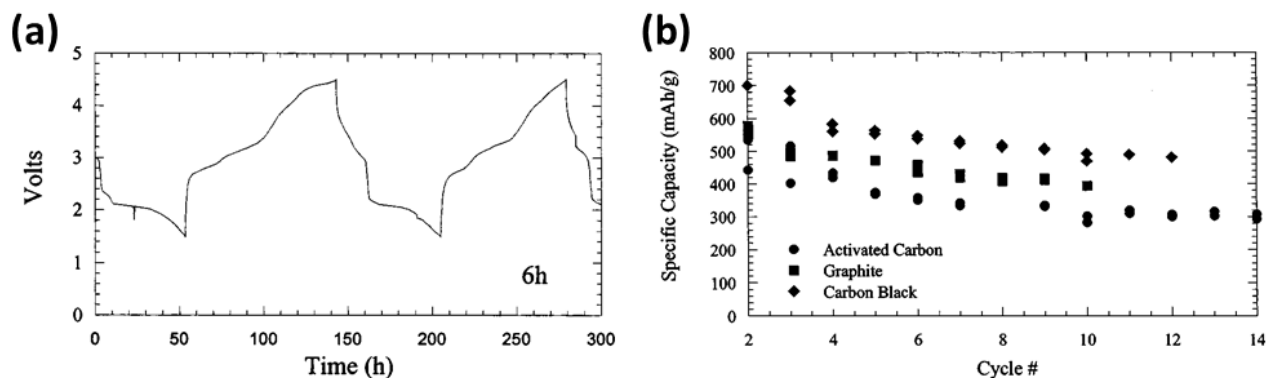 (a)
5
4
3
2
1
0
Volts
6h
0 50 100 150 200 250 300
Time (h)
(b)
800
700
600
500
400
300
200
100
0
Specific Capacity (mAh/g)
Activated Carbon
Graphite
Carbon Black
2 4 6 8 10 12 14
Cycle #